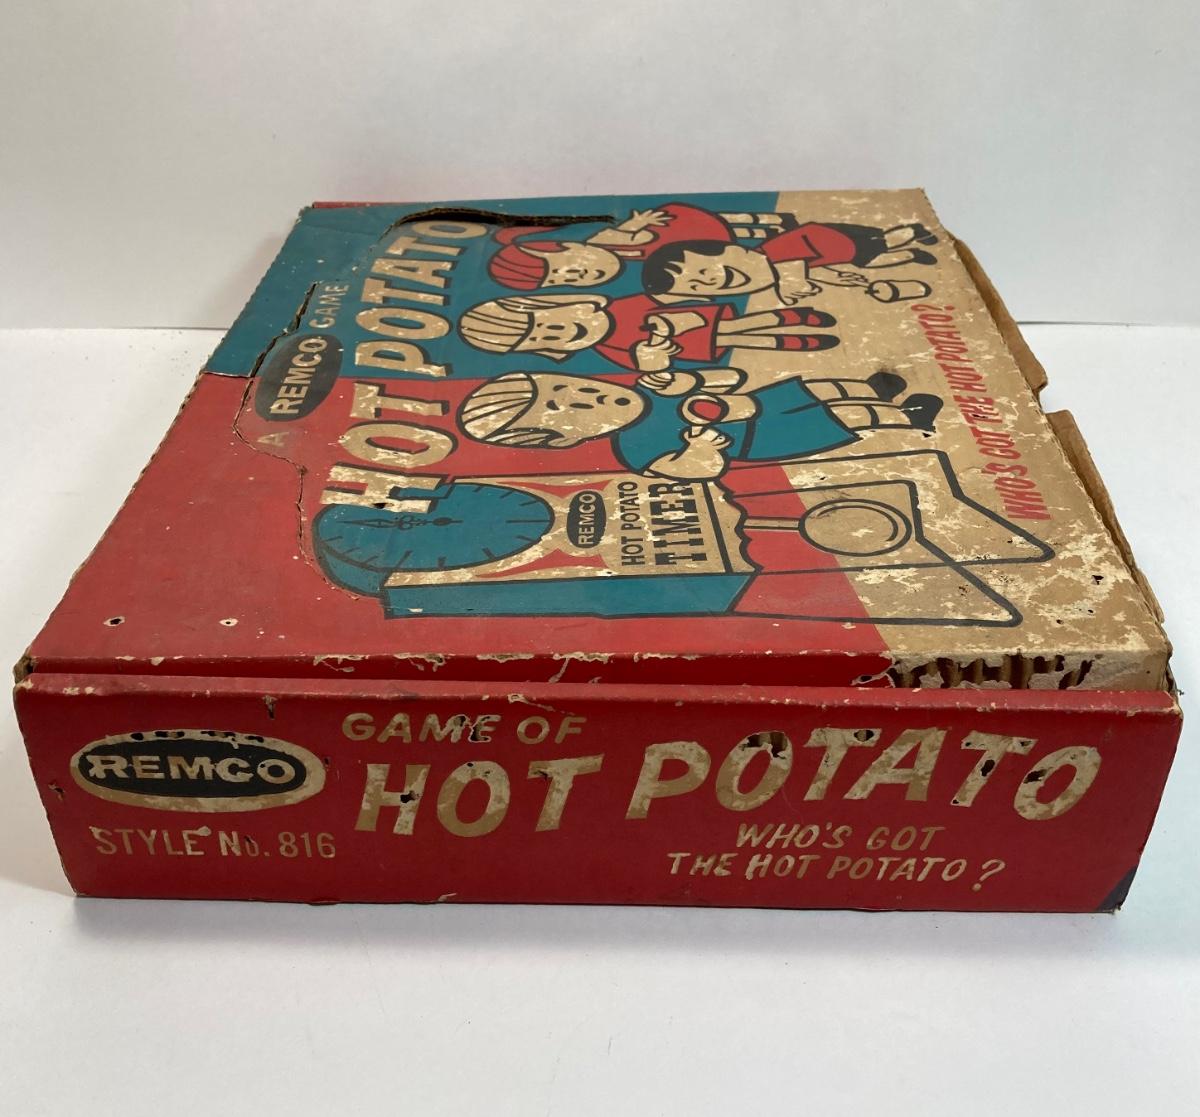 A REMCO GAME
HOT POTATO
REMCO
HOT POTATO
TIMER
WHO'S GOT THE HOT POTATO?
REMCO
STYLE No. 816
GAME OF
HOT POTATO
WHO'S GOT
THE HOT POTATO?